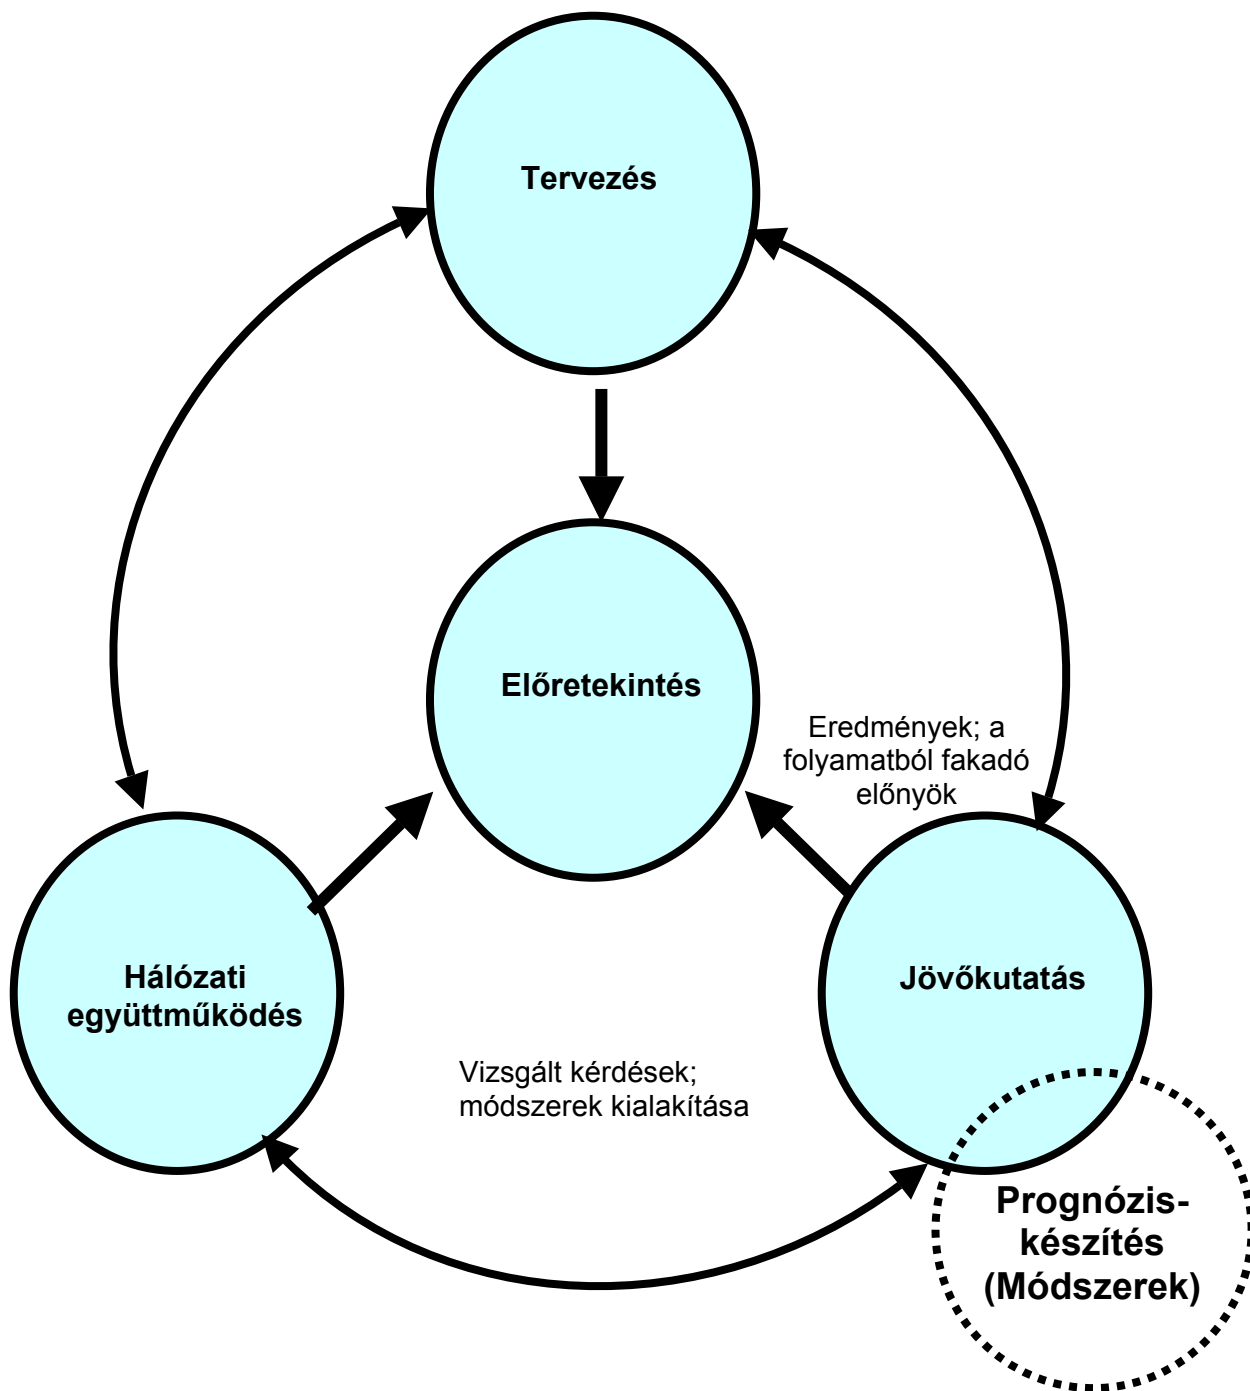 Tervezés
Előretekintés
Eredmények; a
folyamatból fakadó
előnyök
Hálózati
együttműködés
Jövőkutatás
Vizsgált kérdések;
módszerek kialakítása
Prognózis-
készítés
(Módszerek)